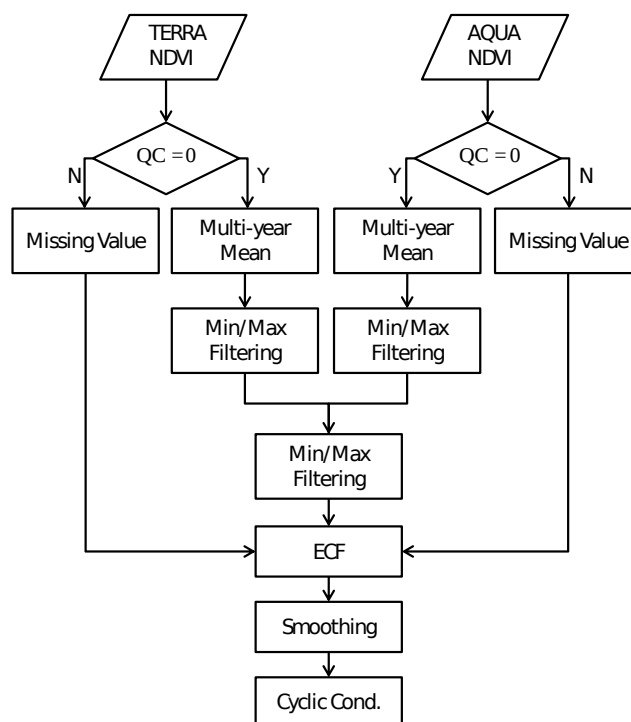 TERRA
NDVI
AQUA
NDVI
QC = 0
QC = 0
N
Y
Y
N
Missing Value
Multi-year
Mean
Multi-year
Mean
Missing Value
Min/Max
Filtering
Min/Max
Filtering
Min/Max
Filtering
ECF
Smoothing
Cyclic Cond.